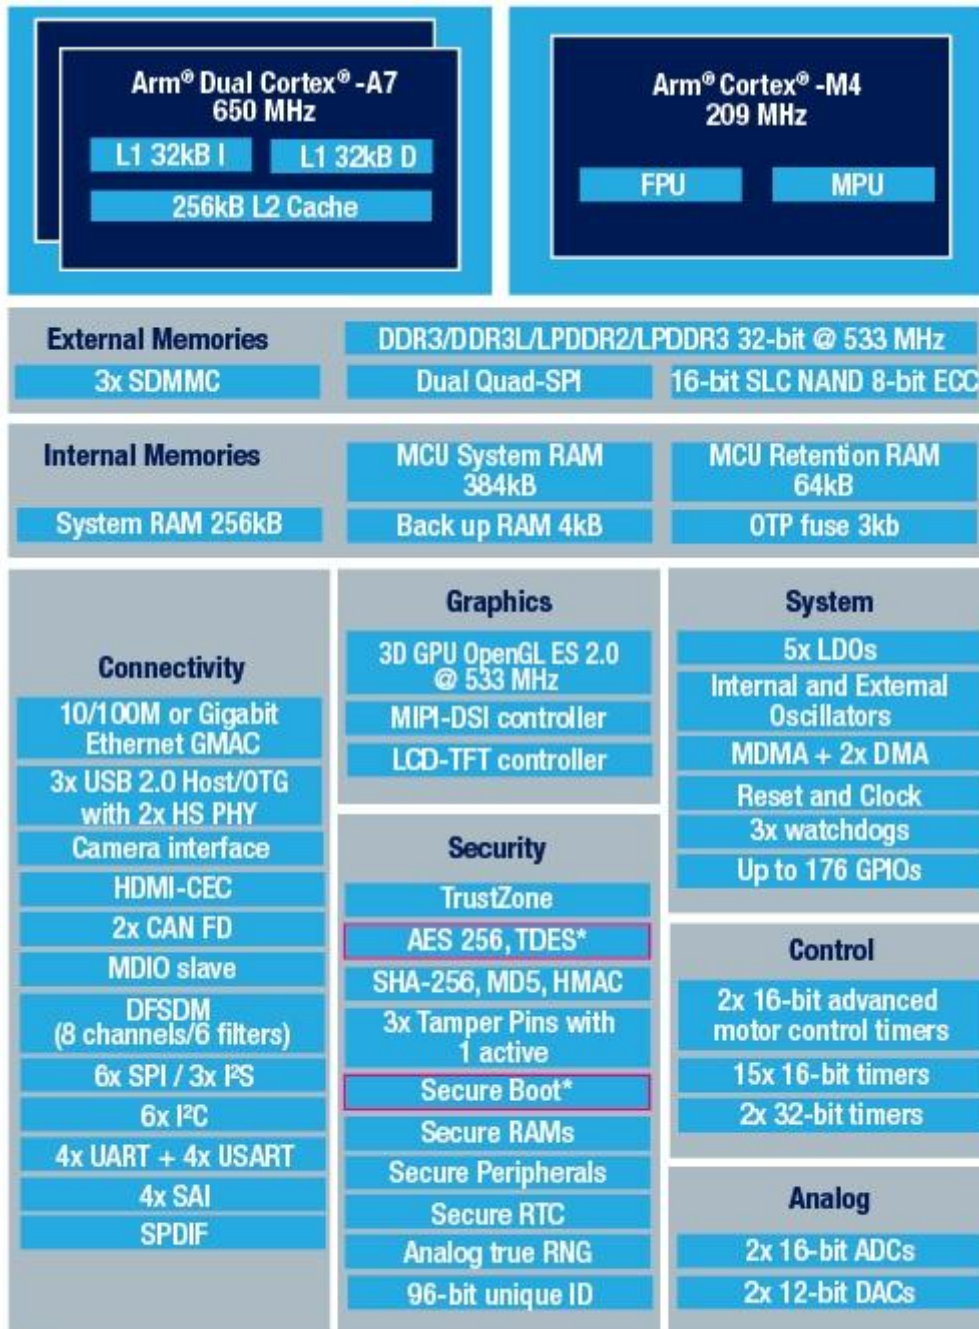 Arm® Dual Cortex® -A7
650 MHz
L1 32kB I
L1 32kB D
256kB L2 Cache
Arm® Cortex® -M4
209 MHz
FPU
MPU
External Memories
DDR3/DDR3L/LPDDR2/LPDDR3 32-bit @ 533 MHz
3x SDMMC
Dual Quad-SPI
16-bit SLC NAND 8-bit ECC
Internal Memories
MCU System RAM
384kB
MCU Retention RAM
64kB
System RAM 256kB
Back up RAM 4kB
OTP fuse 3kb
Connectivity
10/100M or Gigabit
Ethernet GMAC
3x USB 2.0 Host/OTG
with 2x HS PHY
Camera interface
HDMI-CEC
2x CAN FD
MDIO slave
DFSDM
(8 channels/6 filters)
6x SPI / 3x I²S
6x I²C
4x UART + 4x USART
4x SAI
SPDIF
Graphics
3D GPU OpenGL ES 2.0
@ 533 MHz
MIPI-DSI controller
LCD-TFT controller
Security
TrustZone
AES 256, TDES*
SHA-256, MD5, HMAC
3x Tamper Pins with
1 active
Secure Boot*
Secure RAMs
Secure Peripherals
Secure RTC
Analog true RNG
96-bit unique ID
System
5x LDOs
Internal and External
Oscillators
MDMA + 2x DMA
Reset and Clock
3x watchdogs
Up to 176 GPIOs
Control
2x 16-bit advanced
motor control timers
15x 16-bit timers
2x 32-bit timers
Analog
2x 16-bit ADCs
2x 12-bit DACs